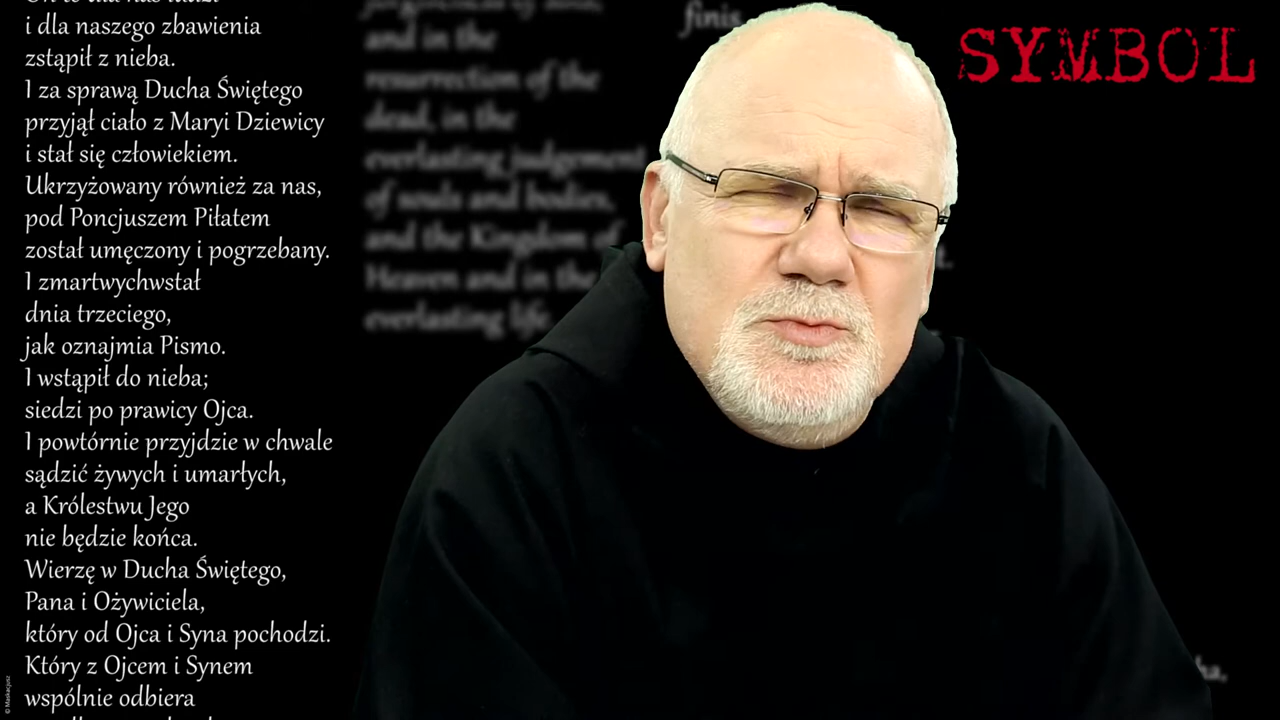 i dla naszego zbawienia
zstąpił z nieba.
I za sprawą Ducha Świętego
przyjął ciało z Maryi Dziewicy
i stał się człowiekiem.
Ukrzyżowany również za nas,
pod Poncjuszem Piłatem
został umęczony i pogrzebany.
I zmartwychwstał
dnia trzeciego,
jak oznajmia Pismo.
I wstąpił do nieba;
siedzi po prawicy Ojca.
I powtórnie przyjdzie w chwale
sądzić żywych i umarłych,
a Królestwu Jego
nie będzie końca.
Wierzę w Ducha Świętego,
Pana i Ożywiciela,
który od Ojca i Syna pochodzi.
Który z Ojcem i Synem
wspólnie odbiera
and in the
resurrection of the
dead, in the
everlasting judgement
of souls and bodies,
and the Kingdom of
Heaven and in the
everlasting life.
finis
SYMBOL
© Maskacjusz